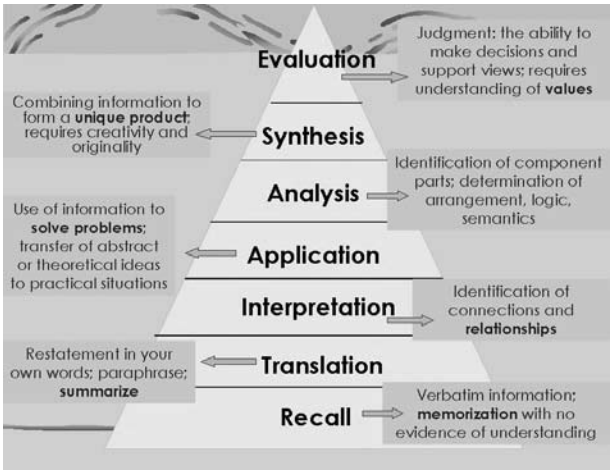 Evaluation
Judgment: the ability to
make decisions and
support views; requires
understanding of values
Combining information to
form a unique product;
requires creativity and
originality
Synthesis
Analysis
Identification of component
parts; determination of
arrangement, logic,
semantics
Use of information to
solve problems;
transfer of abstract
or theoretical ideas
to practical situations
Application
Interpretation
Identification of
connections and
relationships
Restatement in your
own words; paraphrase;
summarize
Translation
Recall
Verbatim information;
memorization with no
evidence of understanding